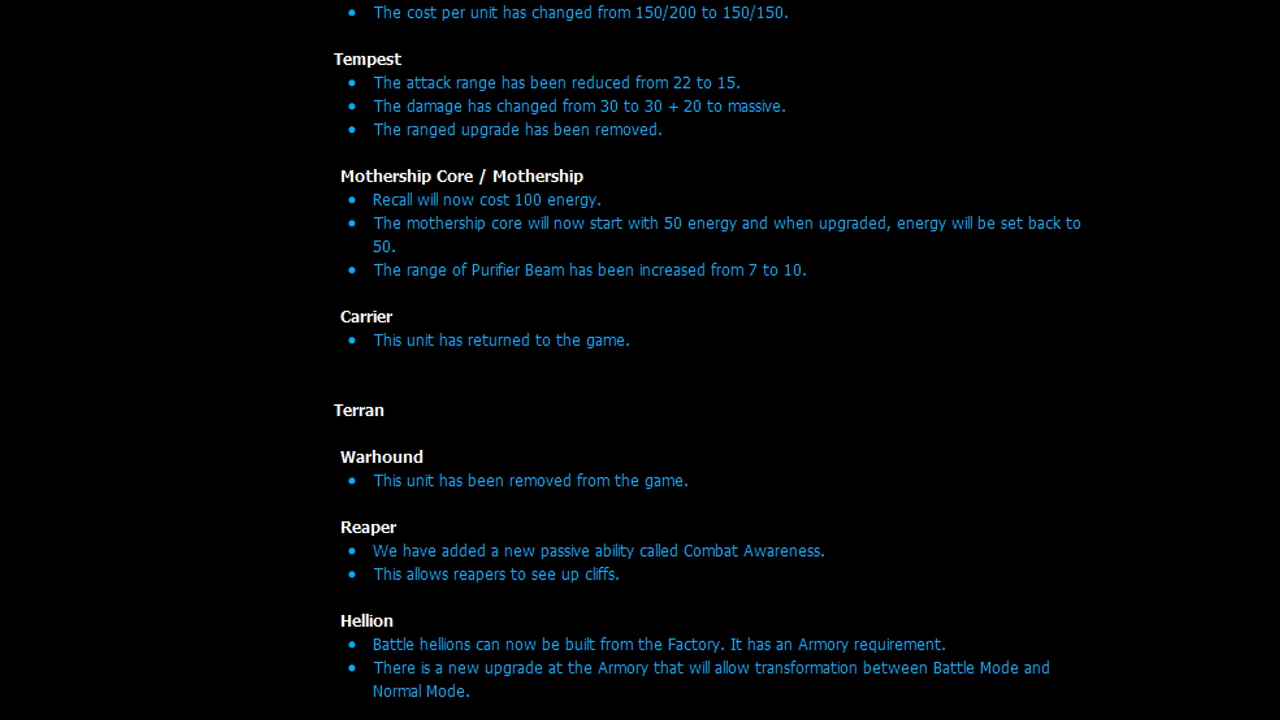 • The cost per unit has changed from 150/200 to 150/150.
Tempest
• The attack range has been reduced from 22 to 15.
• The damage has changed from 30 to 30 + 20 to massive.
• The ranged upgrade has been removed.
Mothership Core / Mothership
• Recall will now cost 100 energy.
• The mothership core will now start with 50 energy and when upgraded, energy will be set back to
50.
• The range of Purifier Beam has been increased from 7 to 10.
Carrier
• This unit has returned to the game.
Terran
Warhound
• This unit has been removed from the game.
Reaper
• We have added a new passive ability called Combat Awareness.
• This allows reapers to see up cliffs.
Hellion
• Battle hellions can now be built from the Factory. It has an Armory requirement.
• There is a new upgrade at the Armory that will allow transformation between Battle Mode and
Normal Mode.